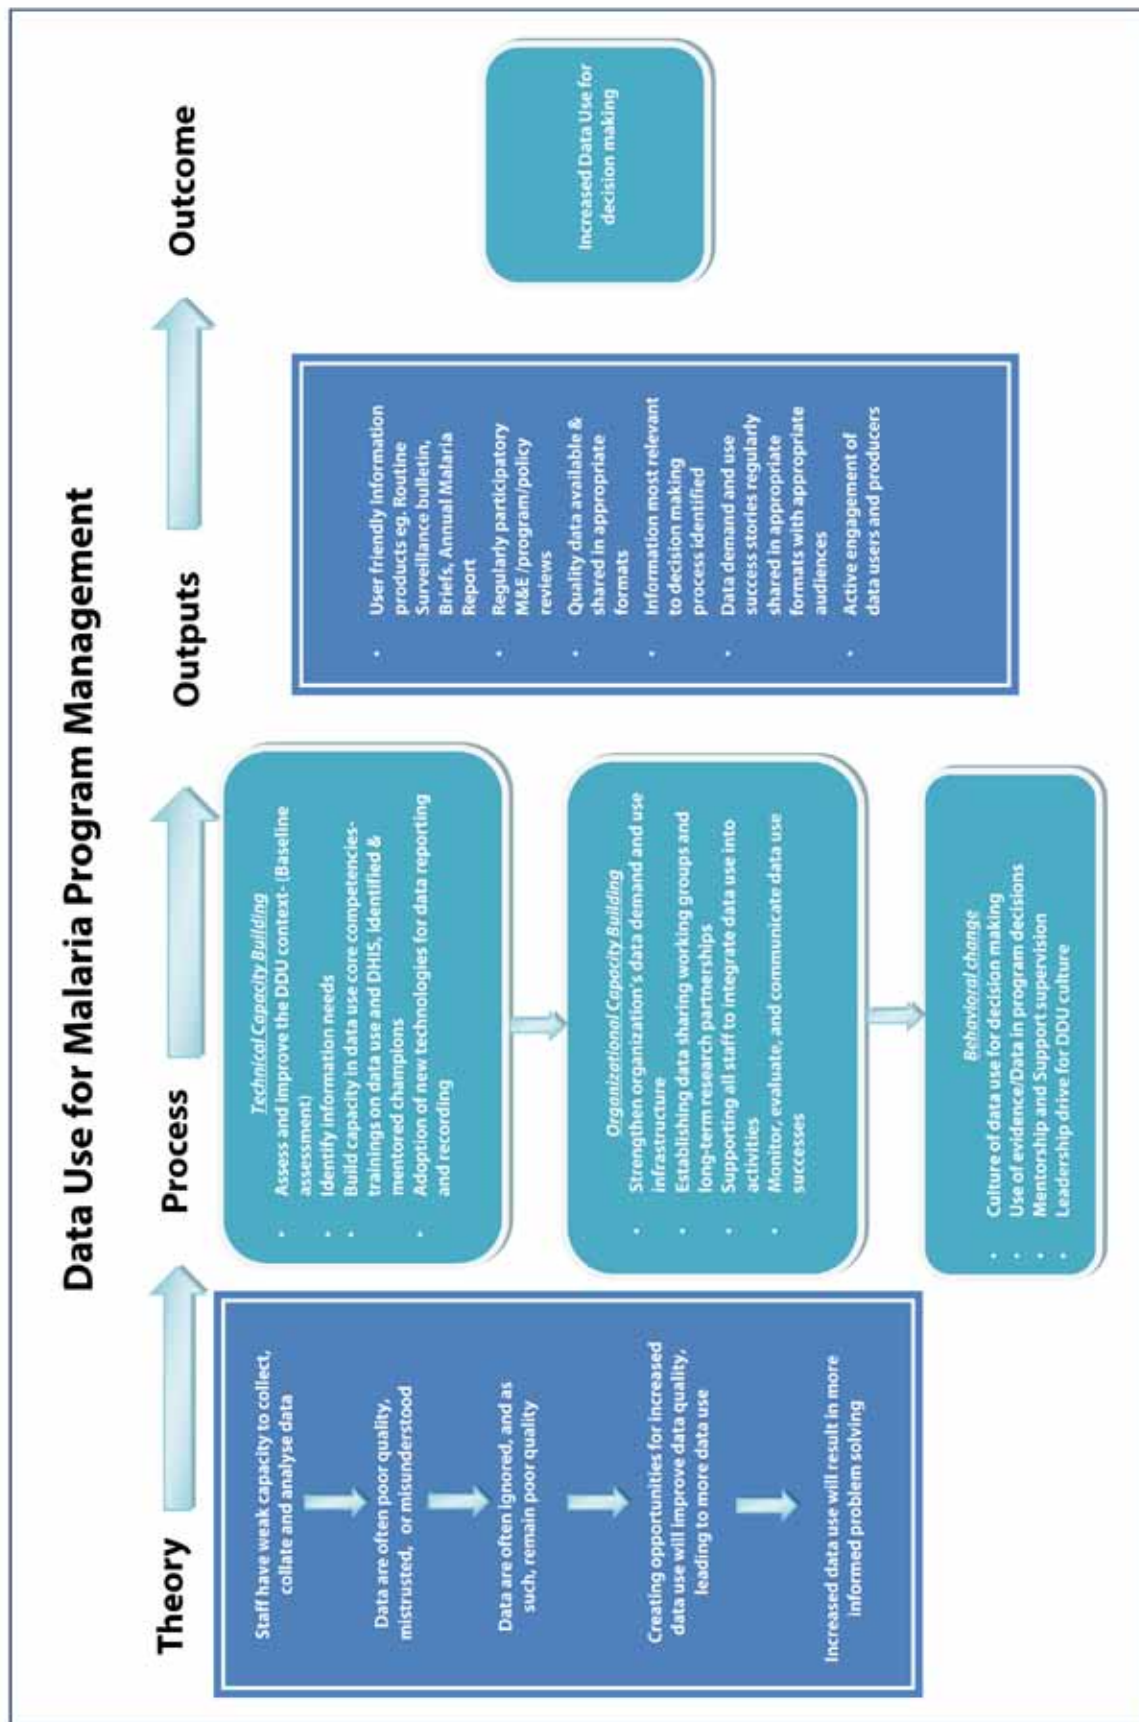 Data Use for Malaria Program Management
Theory
Process
Outputs
Outcome
Staff have weak capacity to collect,
collate and analyse data
Data are often poor quality,
mistrusted, or misunderstood
Data are often ignored, and as
such, remain poor quality
Creating opportunities for increased
data use will improve data quality,
leading to more data use
Increased data use will result in more
informed problem solving
Technical Capacity Building
• Assess and improve the DDU context- (Baseline
assessment)
• Identify information needs
• Build capacity in data use core competencies-
trainings on data use and DHIS, identified &
mentored champions
• Adoption of new technologies for data reporting
and recording
Organizational Capacity Building
• Strengthen organization's data demand and use
infrastructure
• Establishing data sharing working groups and
long-term research partnerships
• Supporting all staff to integrate data use into
activities
• Monitor, evaluate, and communicate data use
successes
Behavioral change
• Culture of data use for decision making
• Use of evidence/Data in program decisions
• Mentorship and Support supervision
• Leadership drive for DDU culture
• User friendly information
products eg. Routine
Surveillance bulletin,
Briefs, Annual Malaria
Report
• Regularly participatory
M&E /program/policy
reviews
• Quality data available &
shared in appropriate
formats
• Information most relevant
to decision making
process identified
• Data demand and use
success stories regularly
shared in appropriate
formats with appropriate
audiences
• Active engagement of
data users and producers
Increased Data Use for
decision making